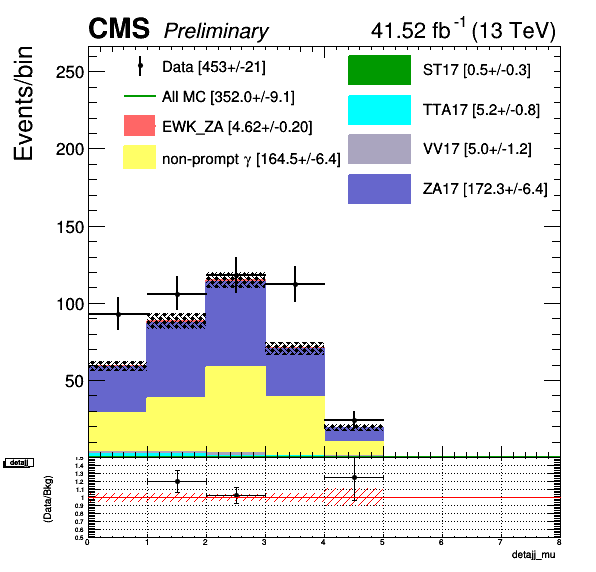 CMS Preliminary 41.52 fb⁻¹ (13 TeV)
Events/bin
250
200
150
100
50
Data [453+/-21]
All MC [352.0+/-9.1]
EWK_ZA [4.62+/-0.20]
non-prompt γ [164.5+/-6.4]
ST17 [0.5+/-0.3]
TTA17 [5.2+/-0.8]
VV17 [5.0+/-1.2]
ZA17 [172.3+/-6.4]
detajj
(Data/Bkg)
1.5
1.4
1.3
1.2
1.1
1
0.9
0.8
0.7
0.6
0.5
0 1 2 3 4 5 6 7 8
detajj_mu